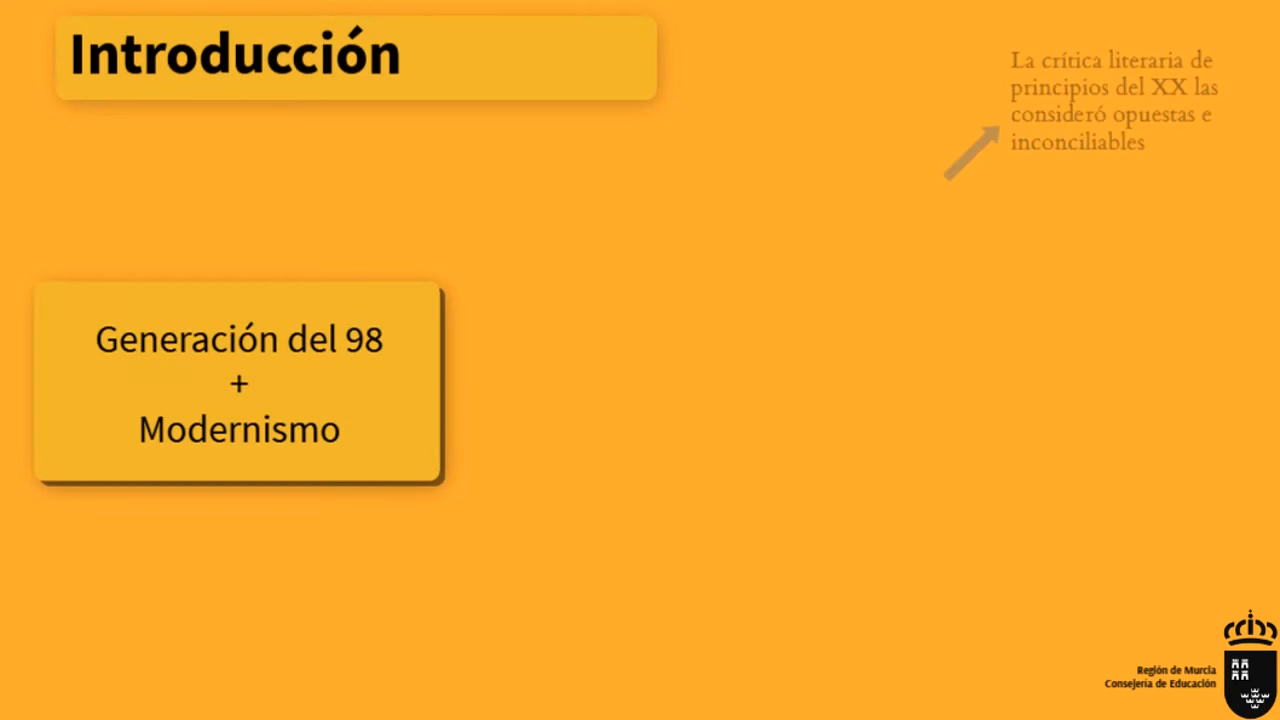 Introducción
La crítica literaria de
principios del XX las
consideró opuestas e
inconciliables
Generación del 98
+
Modernismo
Región de Murcia
Consejería de Educación